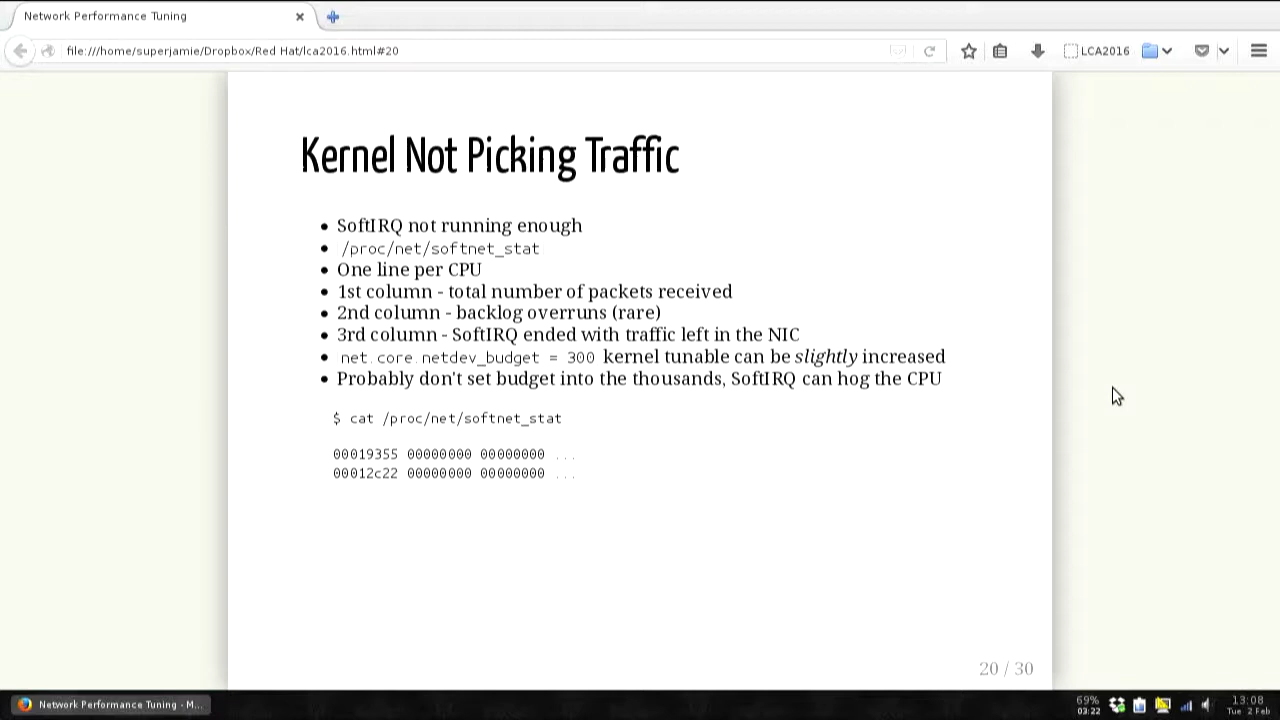 Network Performance Tuning
file:///home/superjamie/Dropbox/Red Hat/lca2016.html#20
LCA2016
Kernel Not Picking Traffic
SoftIRQ not running enough
/proc/net/softnet_stat
One line per CPU
1st column - total number of packets received
2nd column - backlog overruns (rare)
3rd column - SoftIRQ ended with traffic left in the NIC
net.core.netdev_budget = 300 kernel tunable can be slightly increased
Probably don't set budget into the thousands, SoftIRQ can hog the CPU
$ cat /proc/net/softnet_stat
00019355 00000000 00000000 ...
00012c22 00000000 00000000 ...
20 / 30
Network Performance Tuning - M...
69%
03:22
13:08
Tue 2 Feb